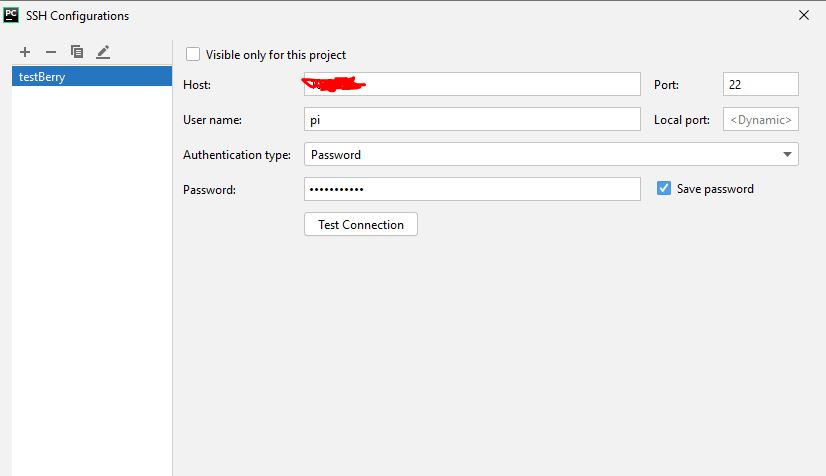 PC SSH Configurations
testBerry
Visible only for this project
Host: Port: 22
User name: pi Local port: <Dynamic>
Authentication type: Password
Password: ••••••••••• Save password
Test Connection